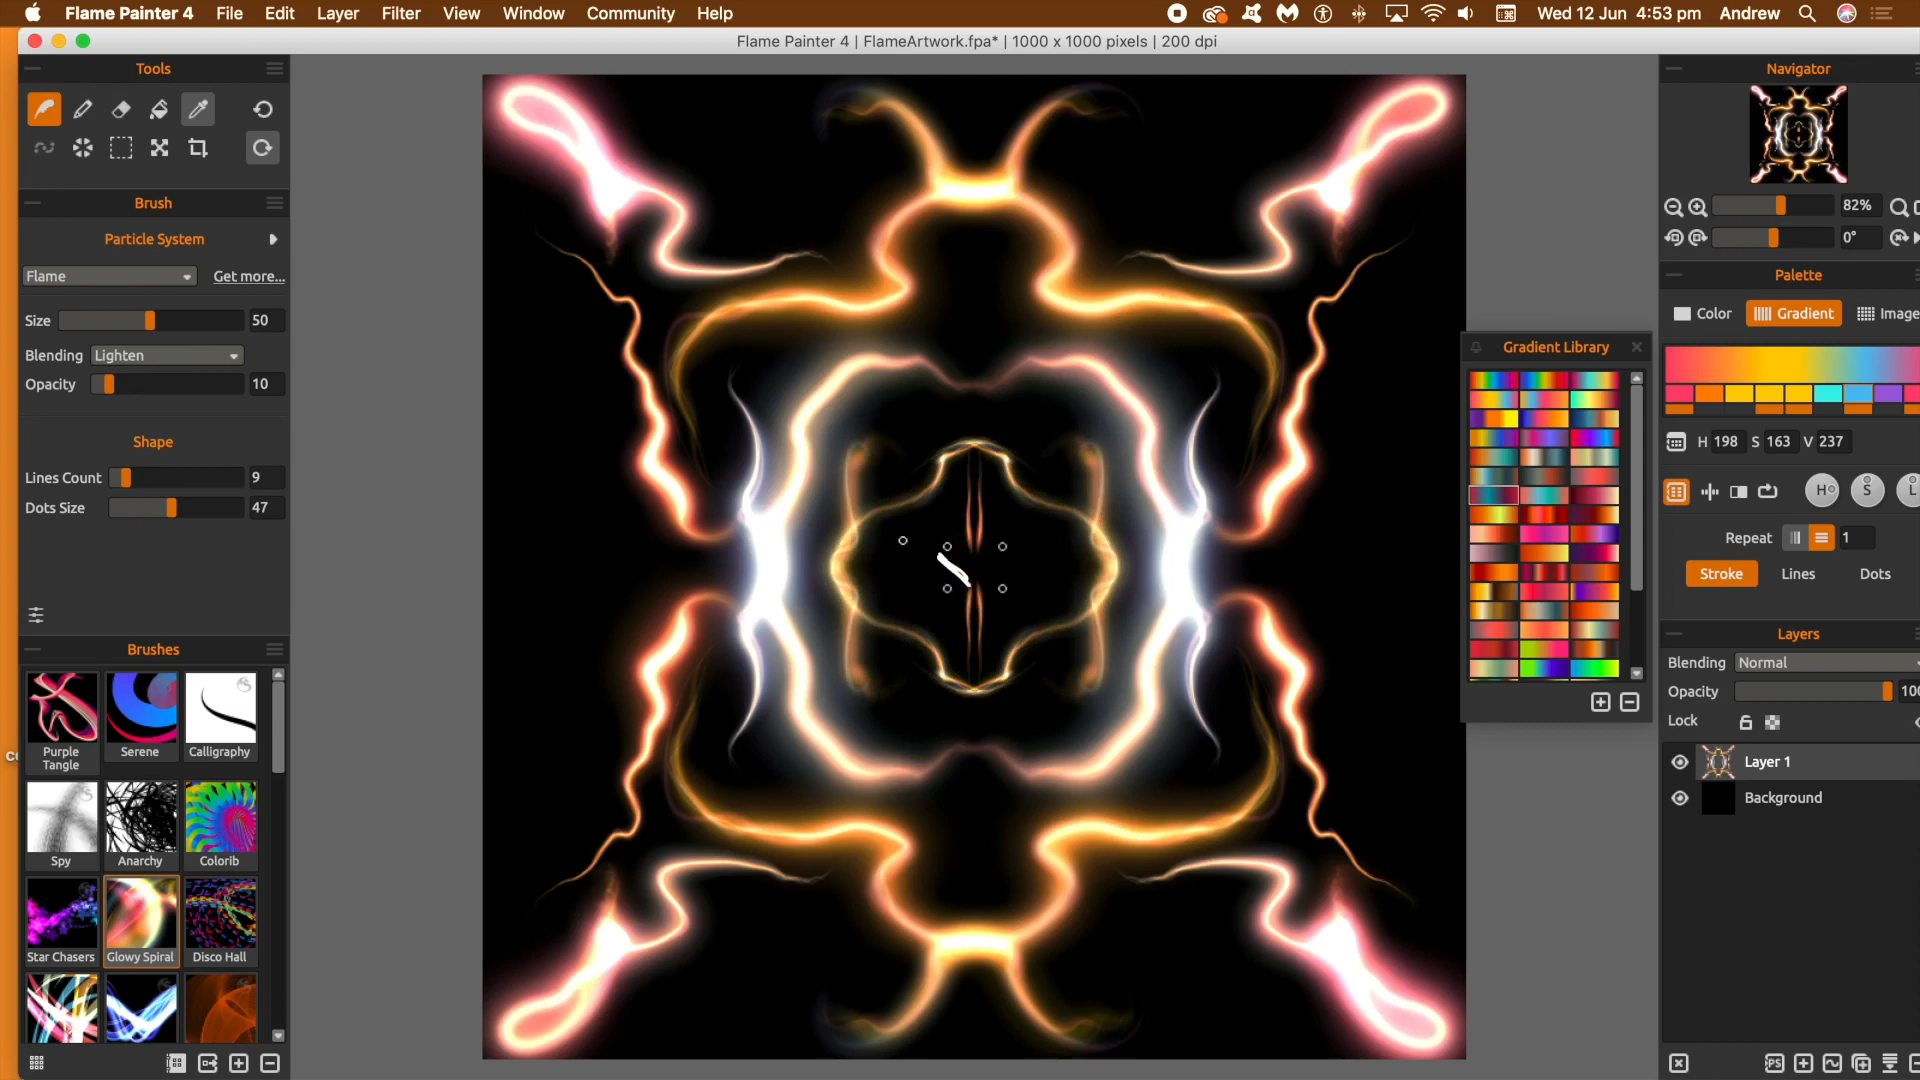 Flame Painter 4 File Edit Layer Filter View Window Community Help Wed 12 Jun 4:53 pm Andrew
Flame Painter 4 | FlameArtwork.fpa* | 1000 x 1000 pixels | 200 dpi
Tools
Brush
Particle System
Flame Get more...
Size 50
Blending Lighten
Opacity 10
Shape
Lines Count 9
Dots Size 47
Brushes
Purple Tangle
Serene
Calligraphy
Spy
Anarchy
Colorib
Star Chasers
Glowy Spiral
Disco Hall
Gradient Library
Navigator
82%
0°
Palette
Color Gradient Image
H 198 S 163 V 237
H S L
Repeat 1
Stroke Lines Dots
Layers
Blending Normal
Opacity 100
Lock
Layer 1
Background
PS